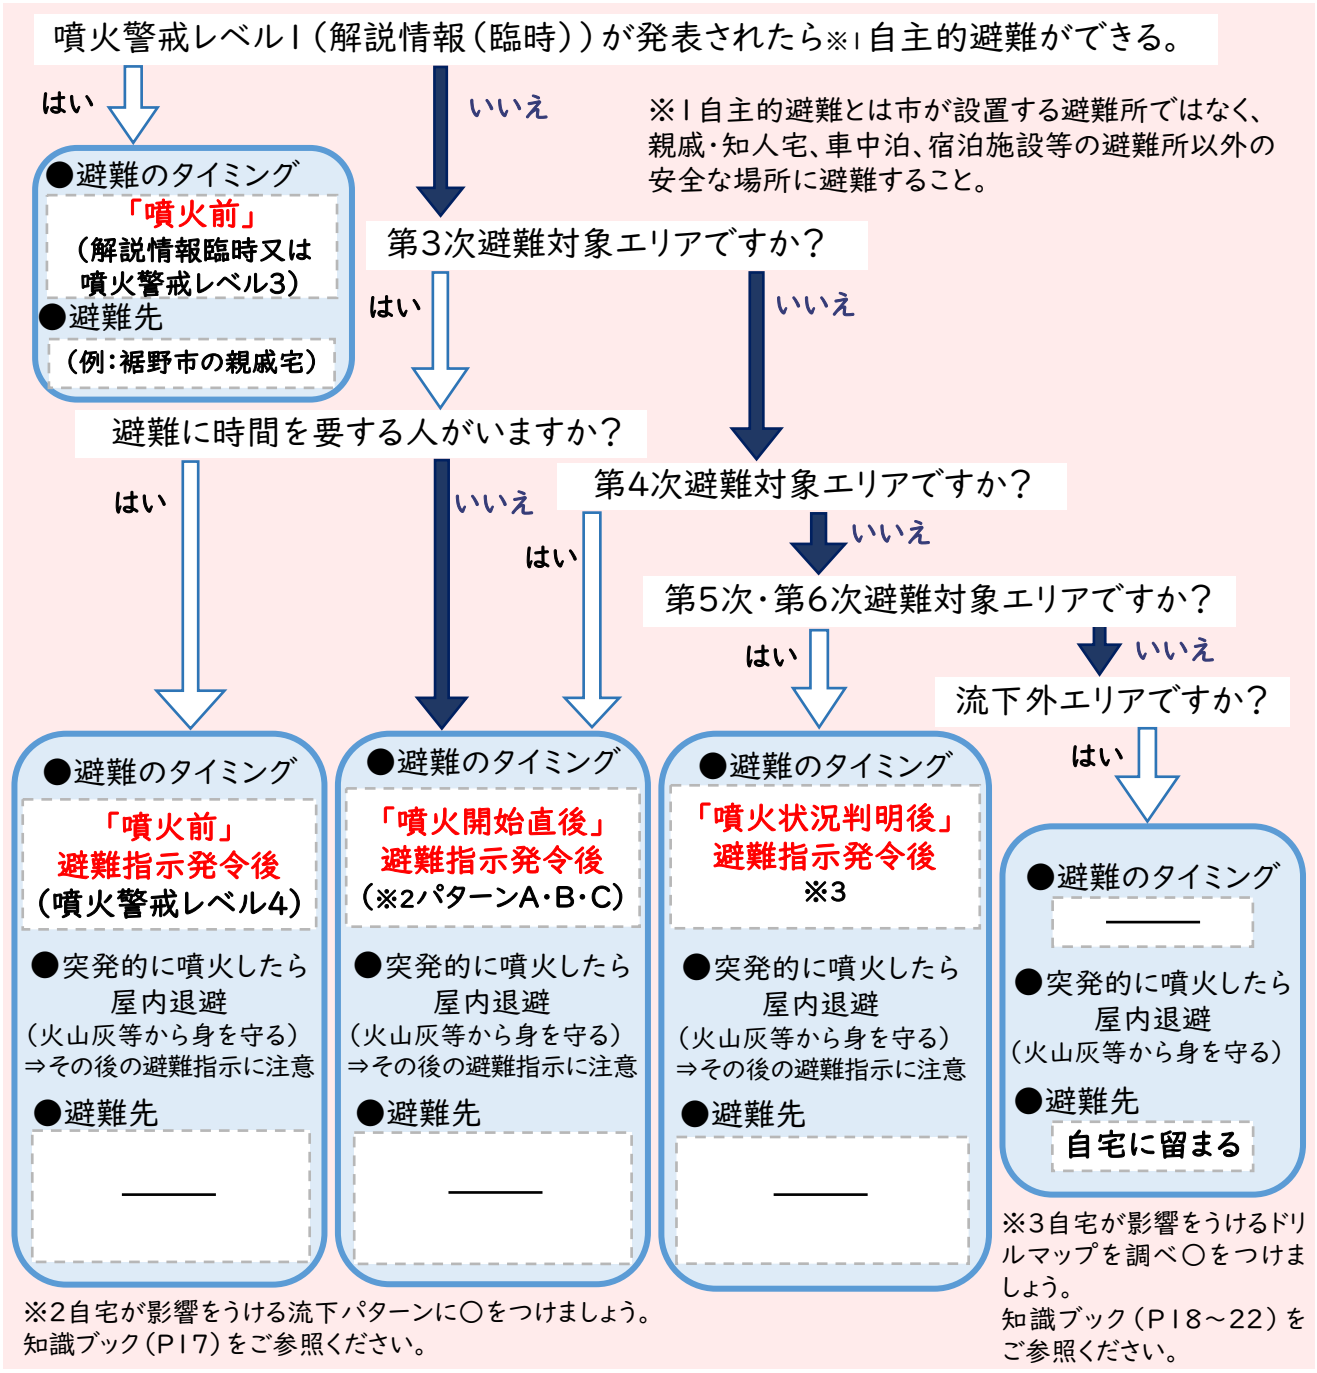 噴火警戒レベル1（解説情報（臨時））が発表されたら※1自主的避難ができる。
はい
いいえ
※1自主的避難とは市が設置する避難所ではなく、
親戚・知人宅、車中泊、宿泊施設等の避難所以外の
安全な場所に避難すること。
●避難のタイミング
「噴火前」
（解説情報臨時又は
噴火警戒レベル3）
●避難先
（例：裾野市の親戚宅）
第3次避難対象エリアですか？
はい
いいえ
避難に時間を要する人がいますか？
はい
いいえ
第4次避難対象エリアですか？
はい
いいえ
第5次・第6次避難対象エリアですか？
はい
いいえ
流下外エリアですか？
はい
●避難のタイミング
「噴火前」
避難指示発令後
（噴火警戒レベル4）
●突発的に噴火したら
屋内退避
（火山灰等から身を守る）
⇒その後の避難指示に注意
●避難先
●避難のタイミング
「噴火開始直後」
避難指示発令後
（※2パターンA・B・C）
●突発的に噴火したら
屋内退避
（火山灰等から身を守る）
⇒その後の避難指示に注意
●避難先
●避難のタイミング
「噴火状況判明後」
避難指示発令後
※3
●突発的に噴火したら
屋内退避
（火山灰等から身を守る）
⇒その後の避難指示に注意
●避難先
●避難のタイミング
●突発的に噴火したら
屋内退避
（火山灰等から身を守る）
●避難先
自宅に留まる
※2自宅が影響をうける流下パターンに〇をつけましょう。
知識ブック（P17）をご参照ください。
※3自宅が影響をうけるドリ
ルマップを調べ〇をつけま
しょう。
知識ブック（P18～22）を
ご参照ください。